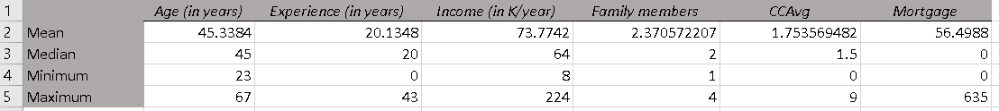 1 Age (in years) Experience (in years) Income (in K/year) Family members CCAvg Mortgage
2 Mean 45.3384 20.1348 73.7742 2.370572207 1.753569482 56.4988
3 Median 45 20 64 2 1.5 0
4 Minimum 23 0 8 1 0 0
5 Maximum 67 43 224 4 9 635